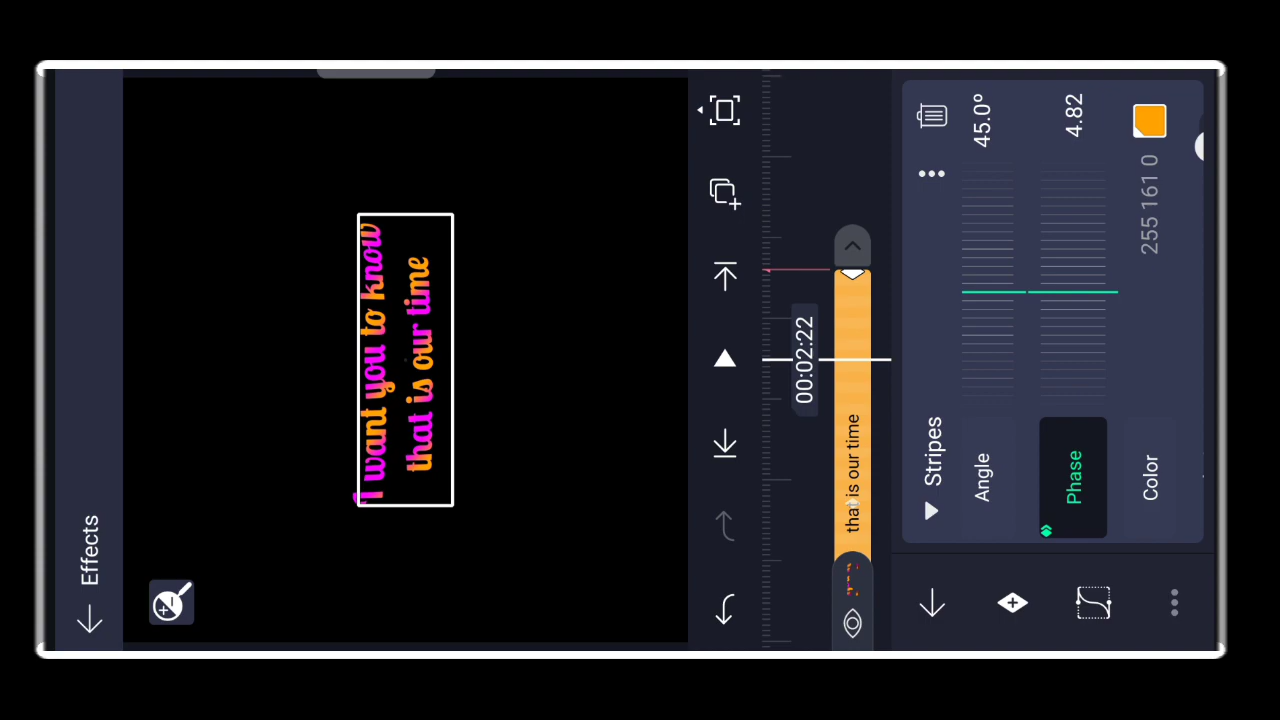 Effects
I want you to know
that is our time
00:02:22
that is our time
Stripes
Angle
45.0º
Phase
4.82
Color
255 161 0